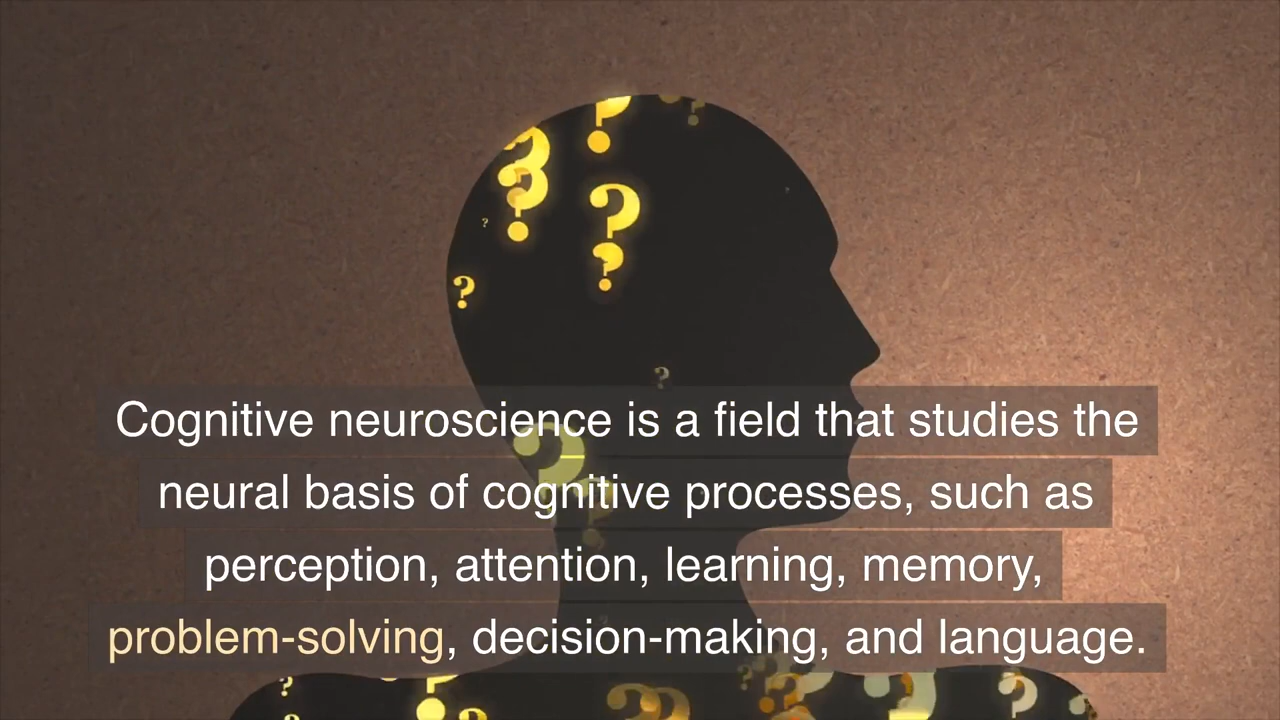 Cognitive neuroscience is a field that studies the
neural basis of cognitive processes, such as
perception, attention, learning, memory,
problem-solving, decision-making, and language.